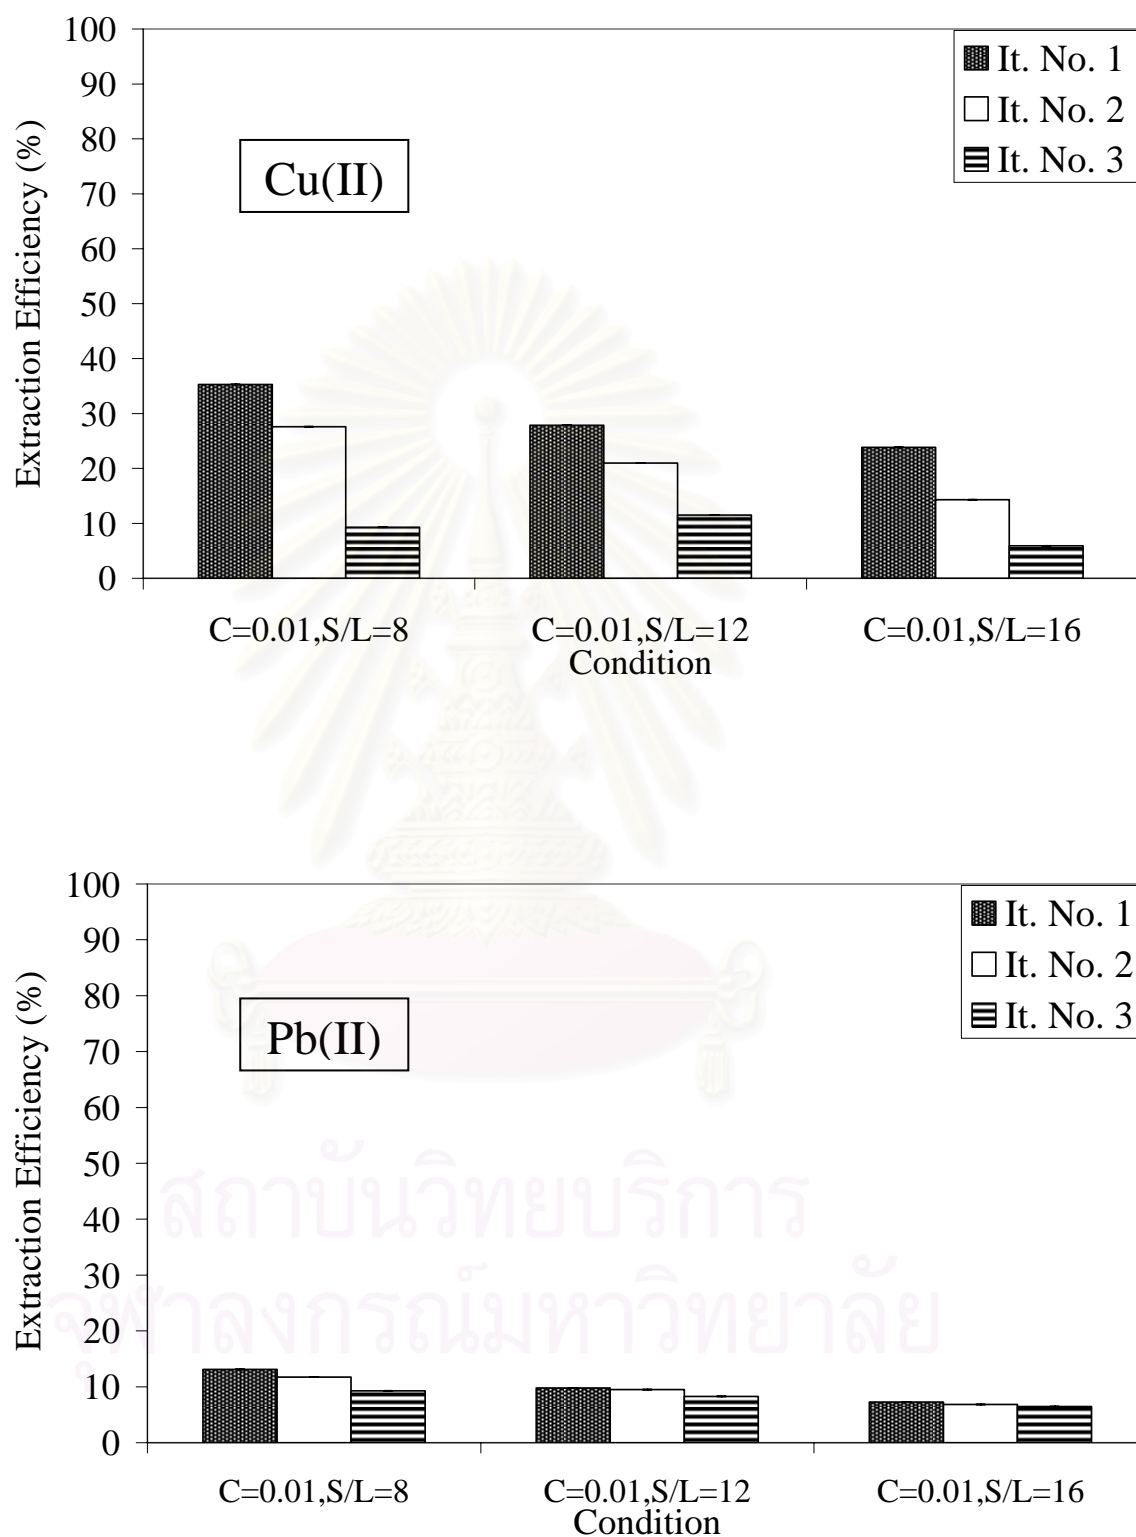 100
90
80
70
60
50
40
30
20
10
0
Extraction Efficiency (%)
Cu(II)
It. No. 1
It. No. 2
It. No. 3
C=0.01,S/L=8
C=0.01,S/L=12
C=0.01,S/L=16
Condition
100
90
80
70
60
50
40
30
20
10
0
Extraction Efficiency (%)
Pb(II)
It. No. 1
It. No. 2
It. No. 3
สถาบันวิทยบริการ
จุฬาลงกรณ์มหาวิทยาลัย
C=0.01,S/L=8
C=0.01,S/L=12
C=0.01,S/L=16
Condition